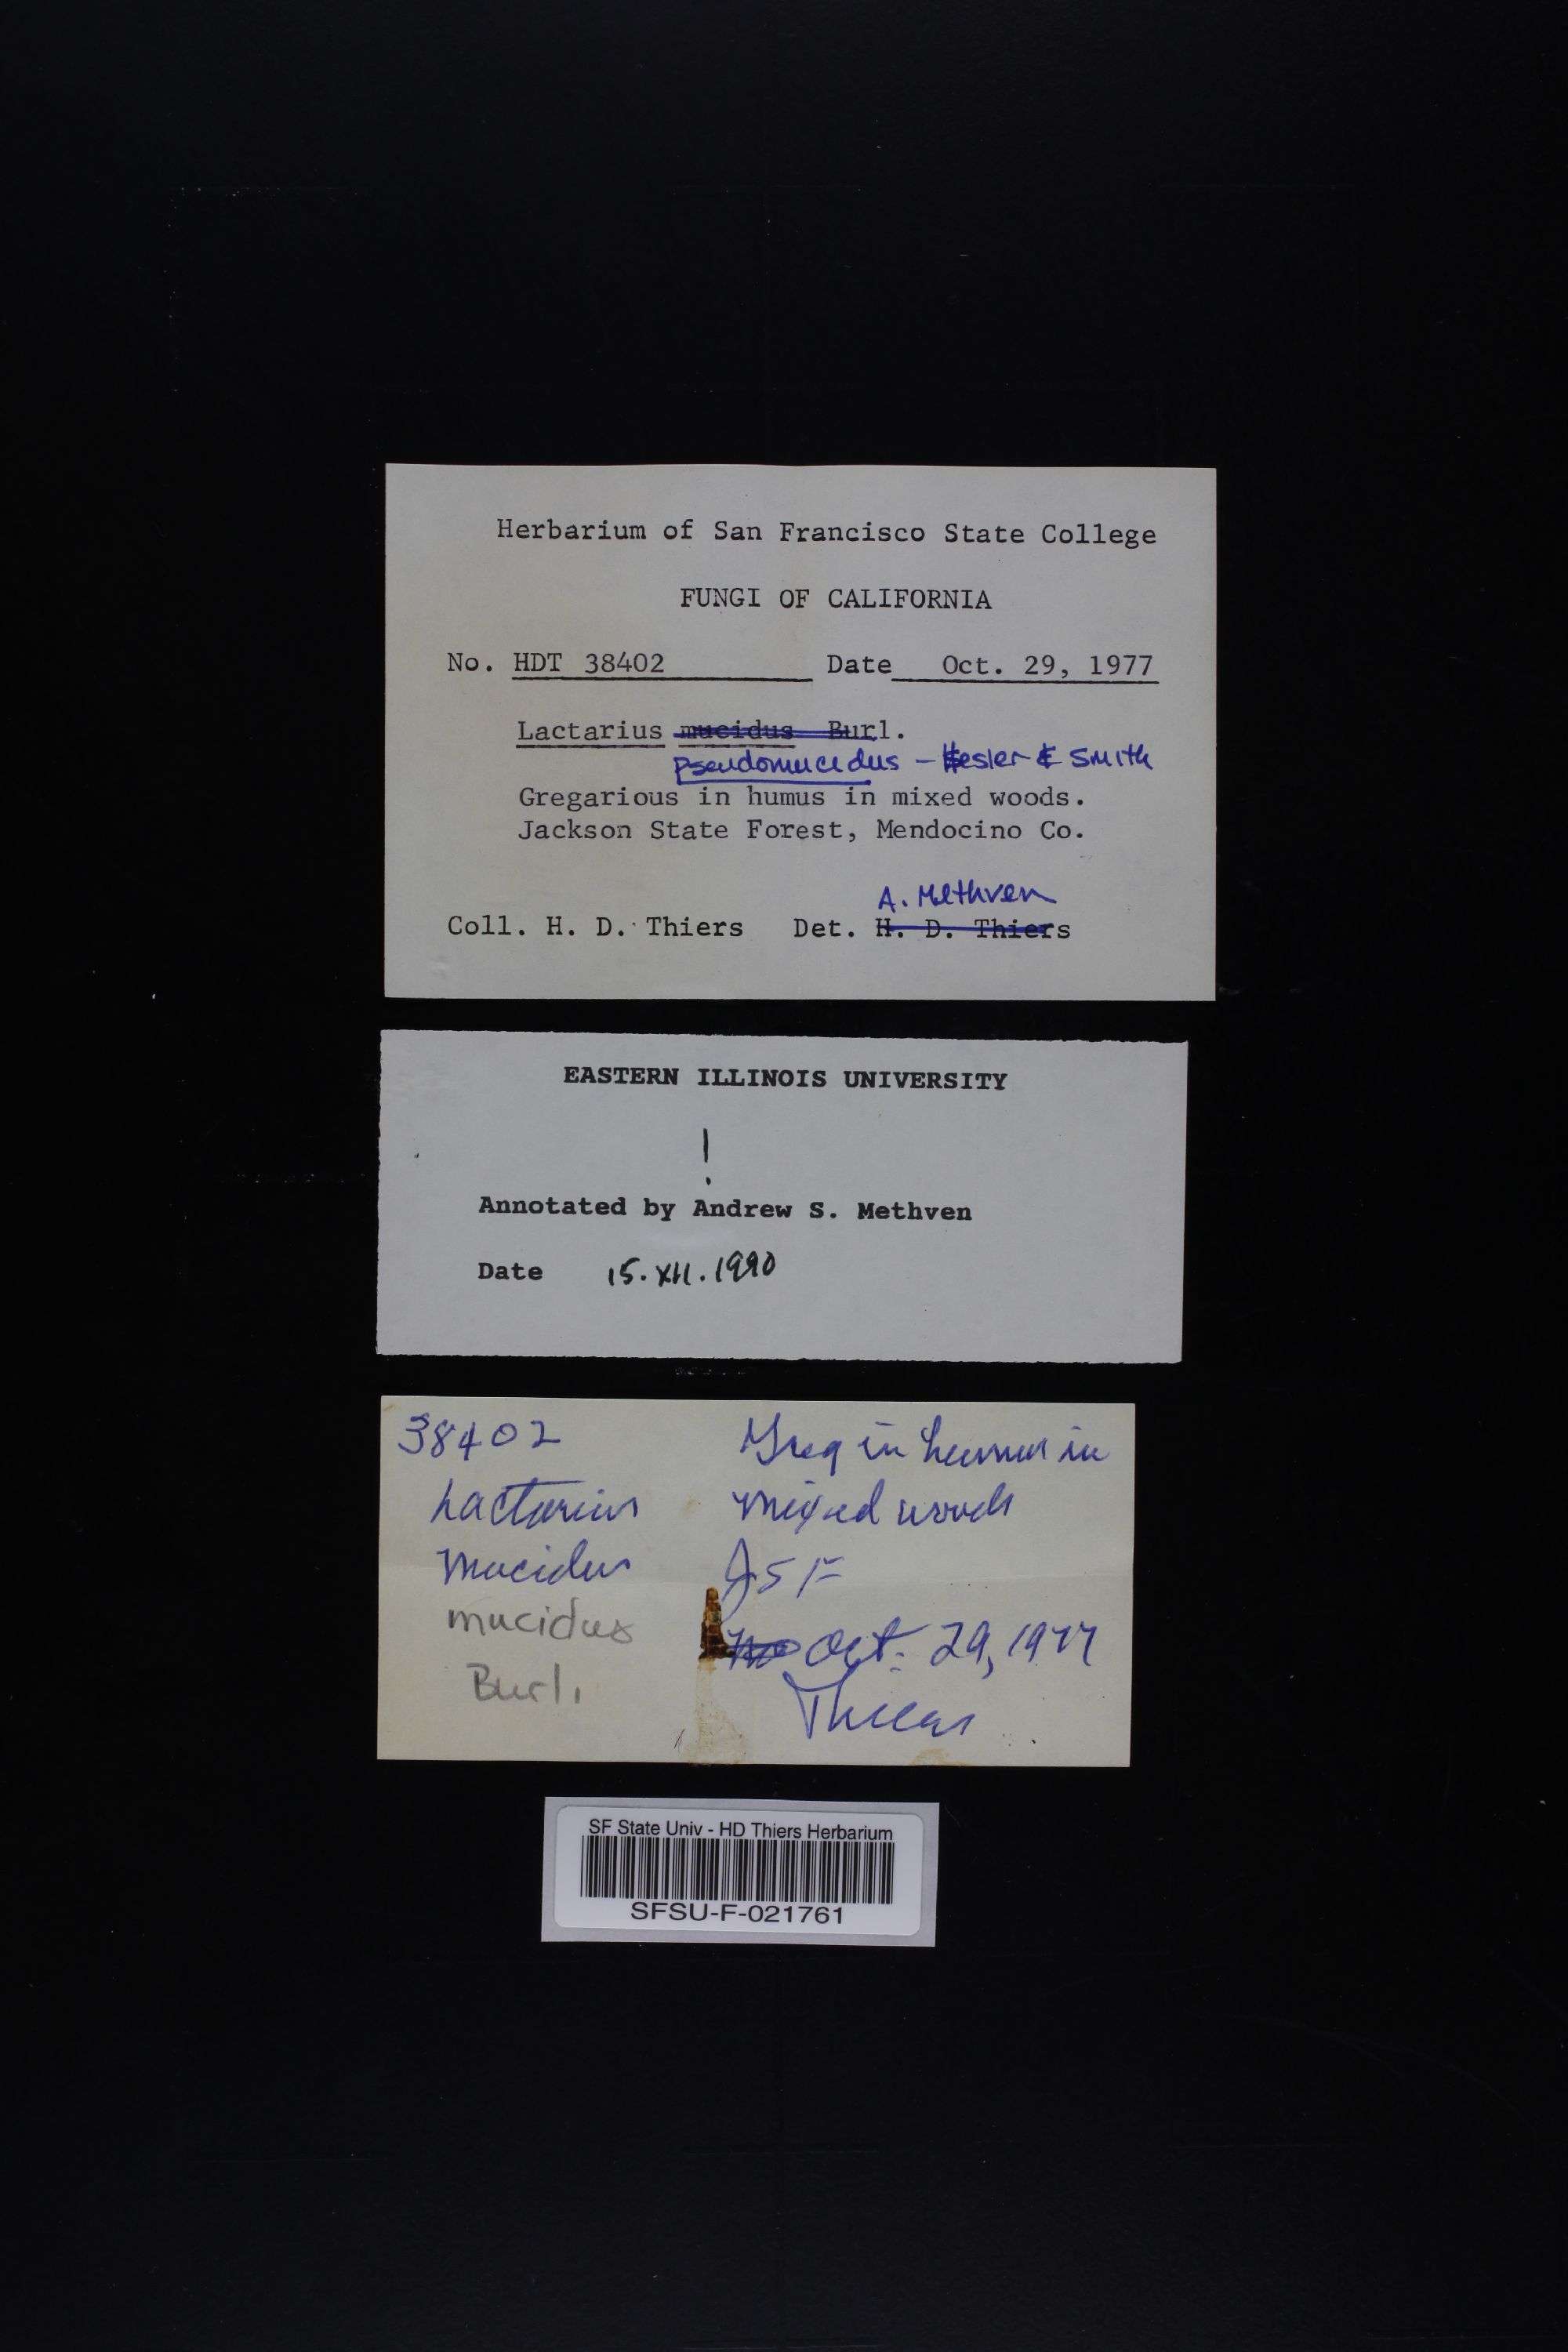 Herbarium of San Francisco State College
FUNGI OF CALIFORNIA
No. HDT 38402 Date Oct. 29, 1977
Lactarius mucidus Burl.
pseudomucidus - Hesler & Smith
Gregarious in humus in mixed woods.
Jackson State Forest, Mendocino Co.
A. Methven
Coll. H. D. Thiers Det. H. D. Thiers
EASTERN ILLINOIS UNIVERSITY
!
Annotated by Andrew S. Methven
Date 15.XII.1990
38402
Lactarius
mucidus
mucidus
Burl.
Greg in humus in
mixed woods
JSF
Oct. 29, 1977
Thiers
SF State Univ - HD Thiers Herbarium
SFSU-F-021761